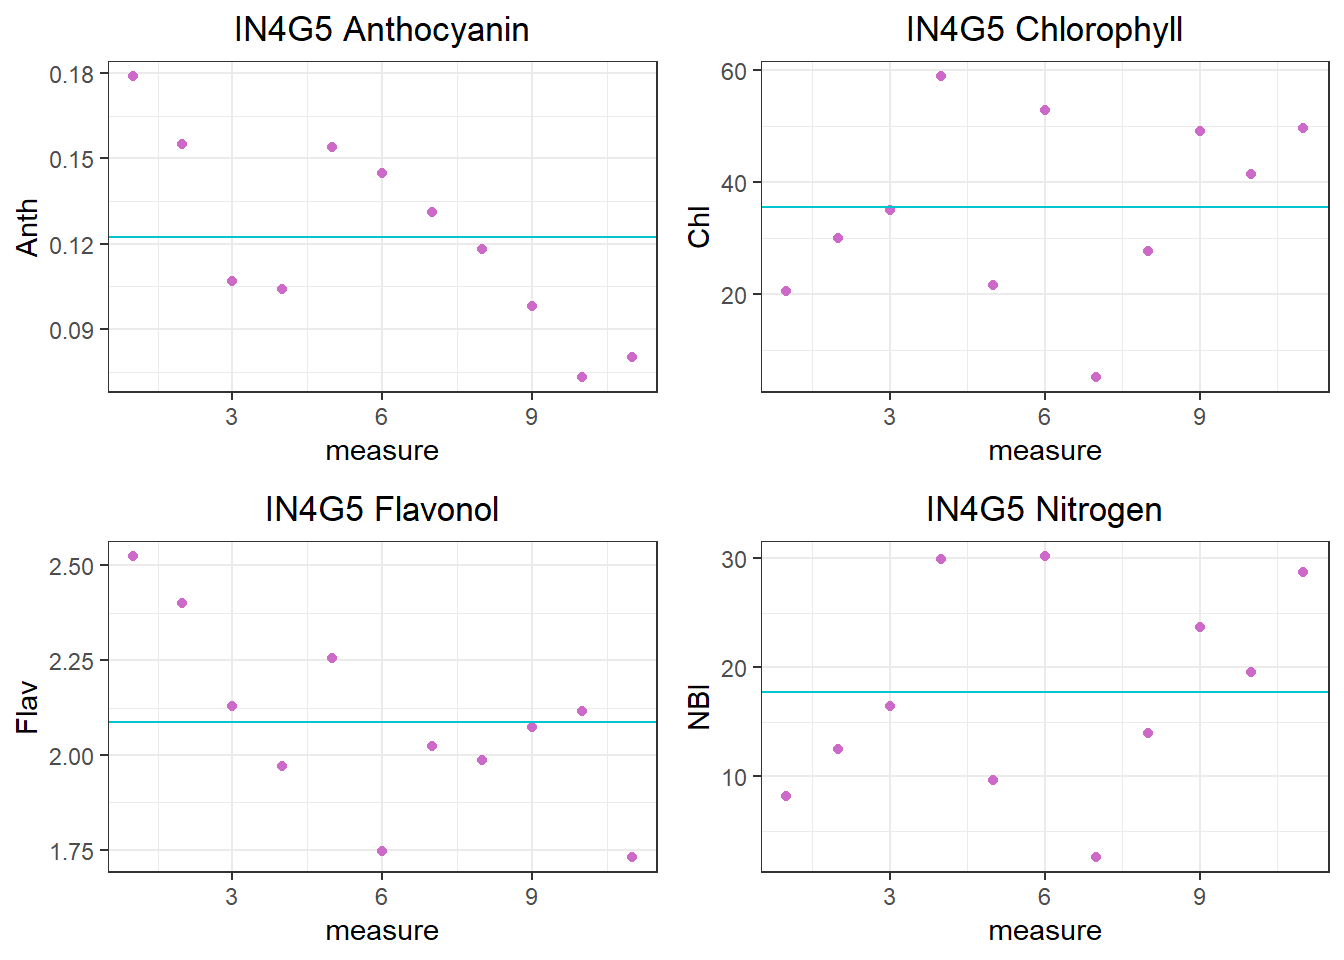 IN4G5 Anthocyanin
0.18
0.15
0.12
0.09
Anth
3 6 9
measure
IN4G5 Chlorophyll
60
40
20
Chl
3 6 9
measure
IN4G5 Flavonol
2.50
2.25
2.00
1.75
Flav
3 6 9
measure
IN4G5 Nitrogen
30
20
10
NBI
3 6 9
measure